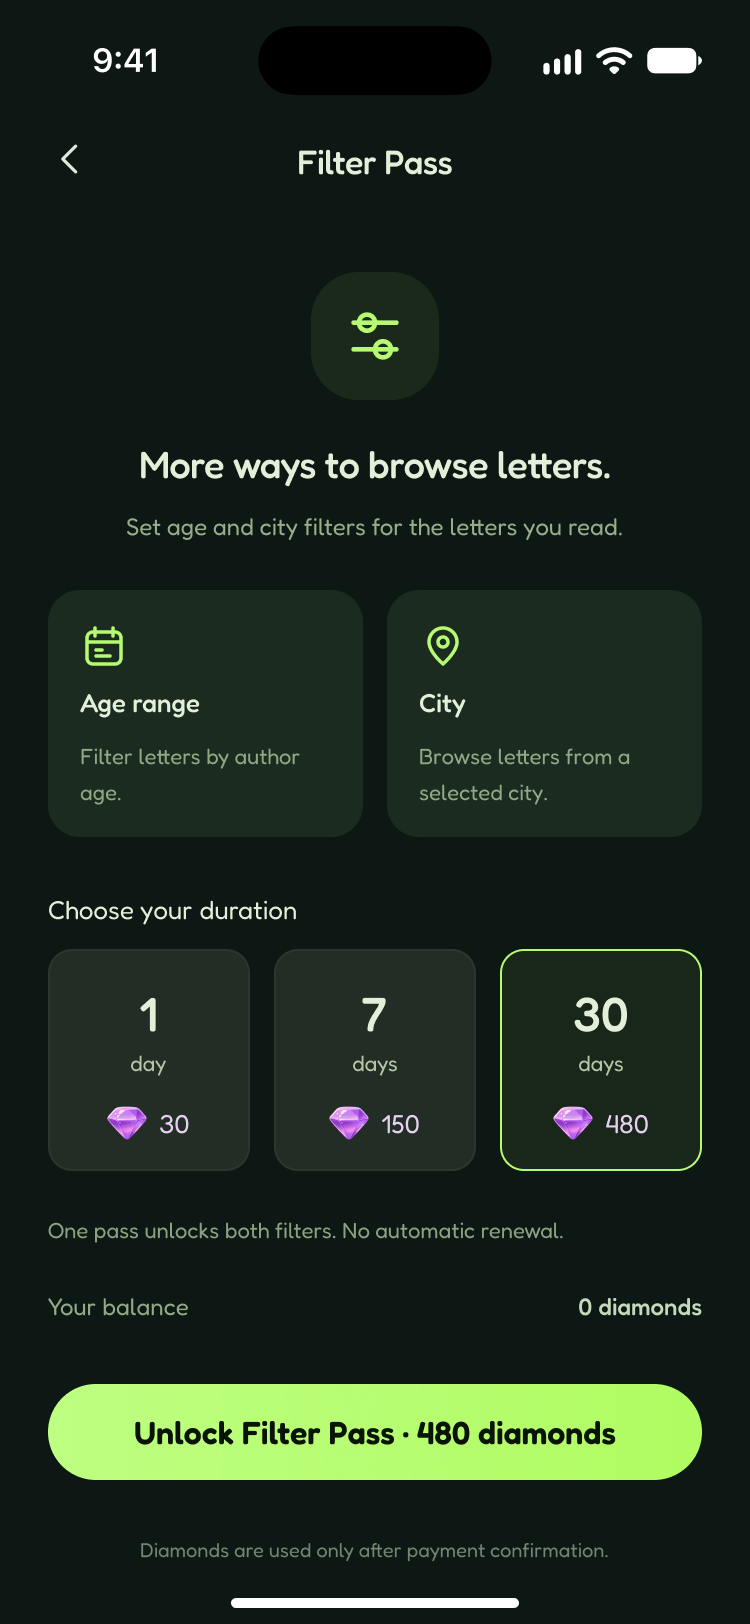 9:41
Filter Pass
More ways to browse letters.
Set age and city filters for the letters you read.
Age range
Filter letters by author
age.
City
Browse letters from a
selected city.
Choose your duration
1
day
30
7
days
150
30
days
480
One pass unlocks both filters. No automatic renewal.
Your balance
0 diamonds
Unlock Filter Pass · 480 diamonds
Diamonds are used only after payment confirmation.